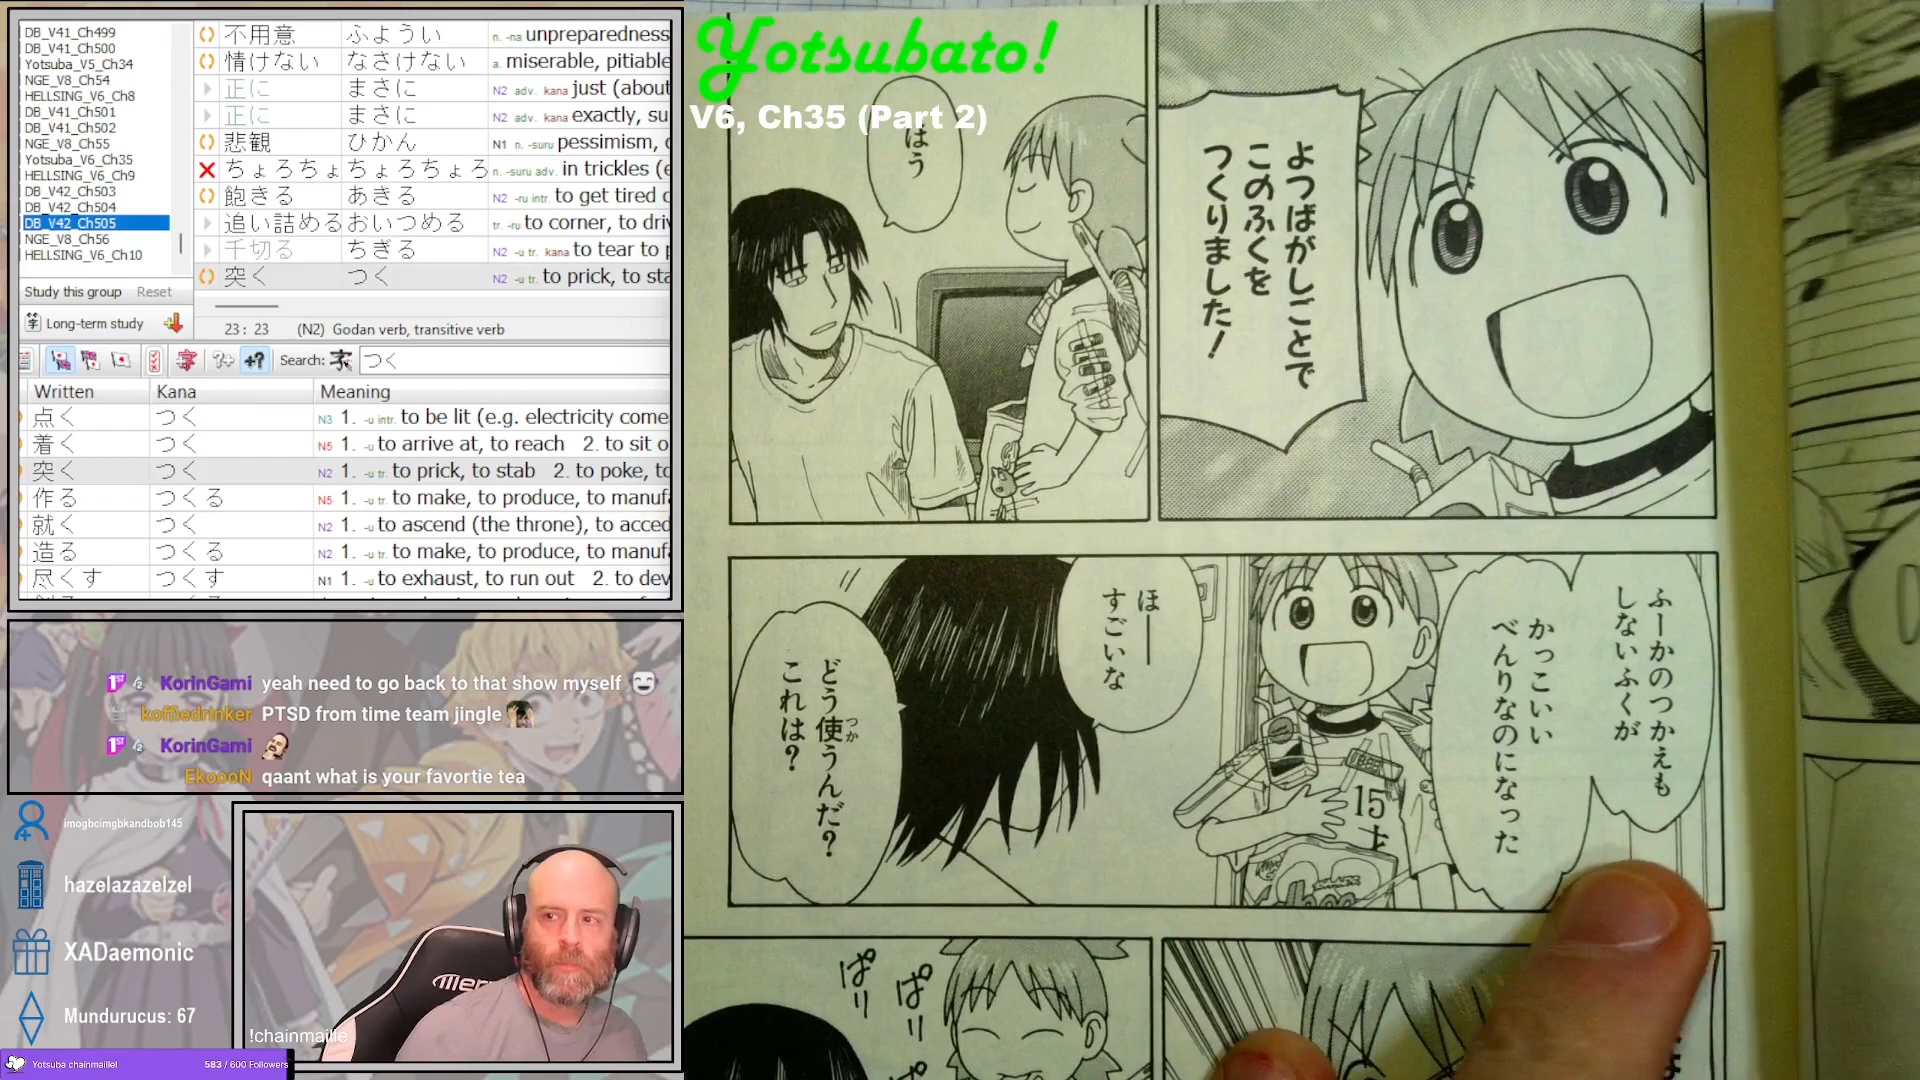 DB_V41_Ch499
DB_V41_Ch500
Yotsuba_V5_Ch34
NGE_V8_Ch54
HELLSING_V6_Ch8
DB_V41_Ch501
DB_V41_Ch502
NGE_V8_Ch55
Yotsuba_V6_Ch35
HELLSING_V6_Ch9
DB_V42_Ch503
DB_V42_Ch504
DB_V42_Ch505
NGE_V8_Ch56
HELLSING_V6_Ch10
Study this group Reset
Long-term study
不用意 ふようい n. -na unpreparedness
情けない なさけない a. miserable, pitiable
正に まさに N2 adv. kana just (about
正に まさに N2 adv. kana exactly, su
悲観 ひかん N1 n. -suru pessimism,
ちょろちょ ちょろちょろ n. -suru adv. in trickles (e
飽きる あきる N2 -ru intr. to get tired
追い詰める おいつめる tr. -ru to corner, to driv
千切る ちぎる N2 -u tr. kana to tear to
突く つく N2 -u tr. to prick, to sta
23: 23 (N2) Godan verb, transitive verb
Search: つく
Written Kana Meaning
点く つく N3 1. -u intr. to be lit (e.g. electricity come
着く つく N5 1. -u to arrive at, to reach 2. to sit o
突く つく N2 1. -u tr. to prick, to stab 2. to poke, to
作る つくる N5 1. -u tr. to make, to produce, to manuf
就く つく N2 1. -u to ascend (the throne), to acced
造る つくる N2 1. -u tr. to make, to produce, to manuf
尽くす つくす N1 1. -u to exhaust, to run out 2. to dev
KorinGami yeah need to go back to that show myself
koffiedrinker PTSD from time team jingle
KorinGami
EkoooN qaant what is your favortie tea
imogbcimgbkandbob145
hazelazazelzel
XADaemonic
Mundurucus: 67
!chainmaille
Yotsuba chainmaille! 583 / 600 Followers
Yotsubato!
V6, Ch35 (Part 2)
よつばがしごとで
このふくを
つくりました!
ほう
ふーかのつかえも
しないふくが
かっこいい
べんりなのになった
15才
ほー
すごいな
どう使うんだ?
つか
これは?
ぱりっ
ぱりっ